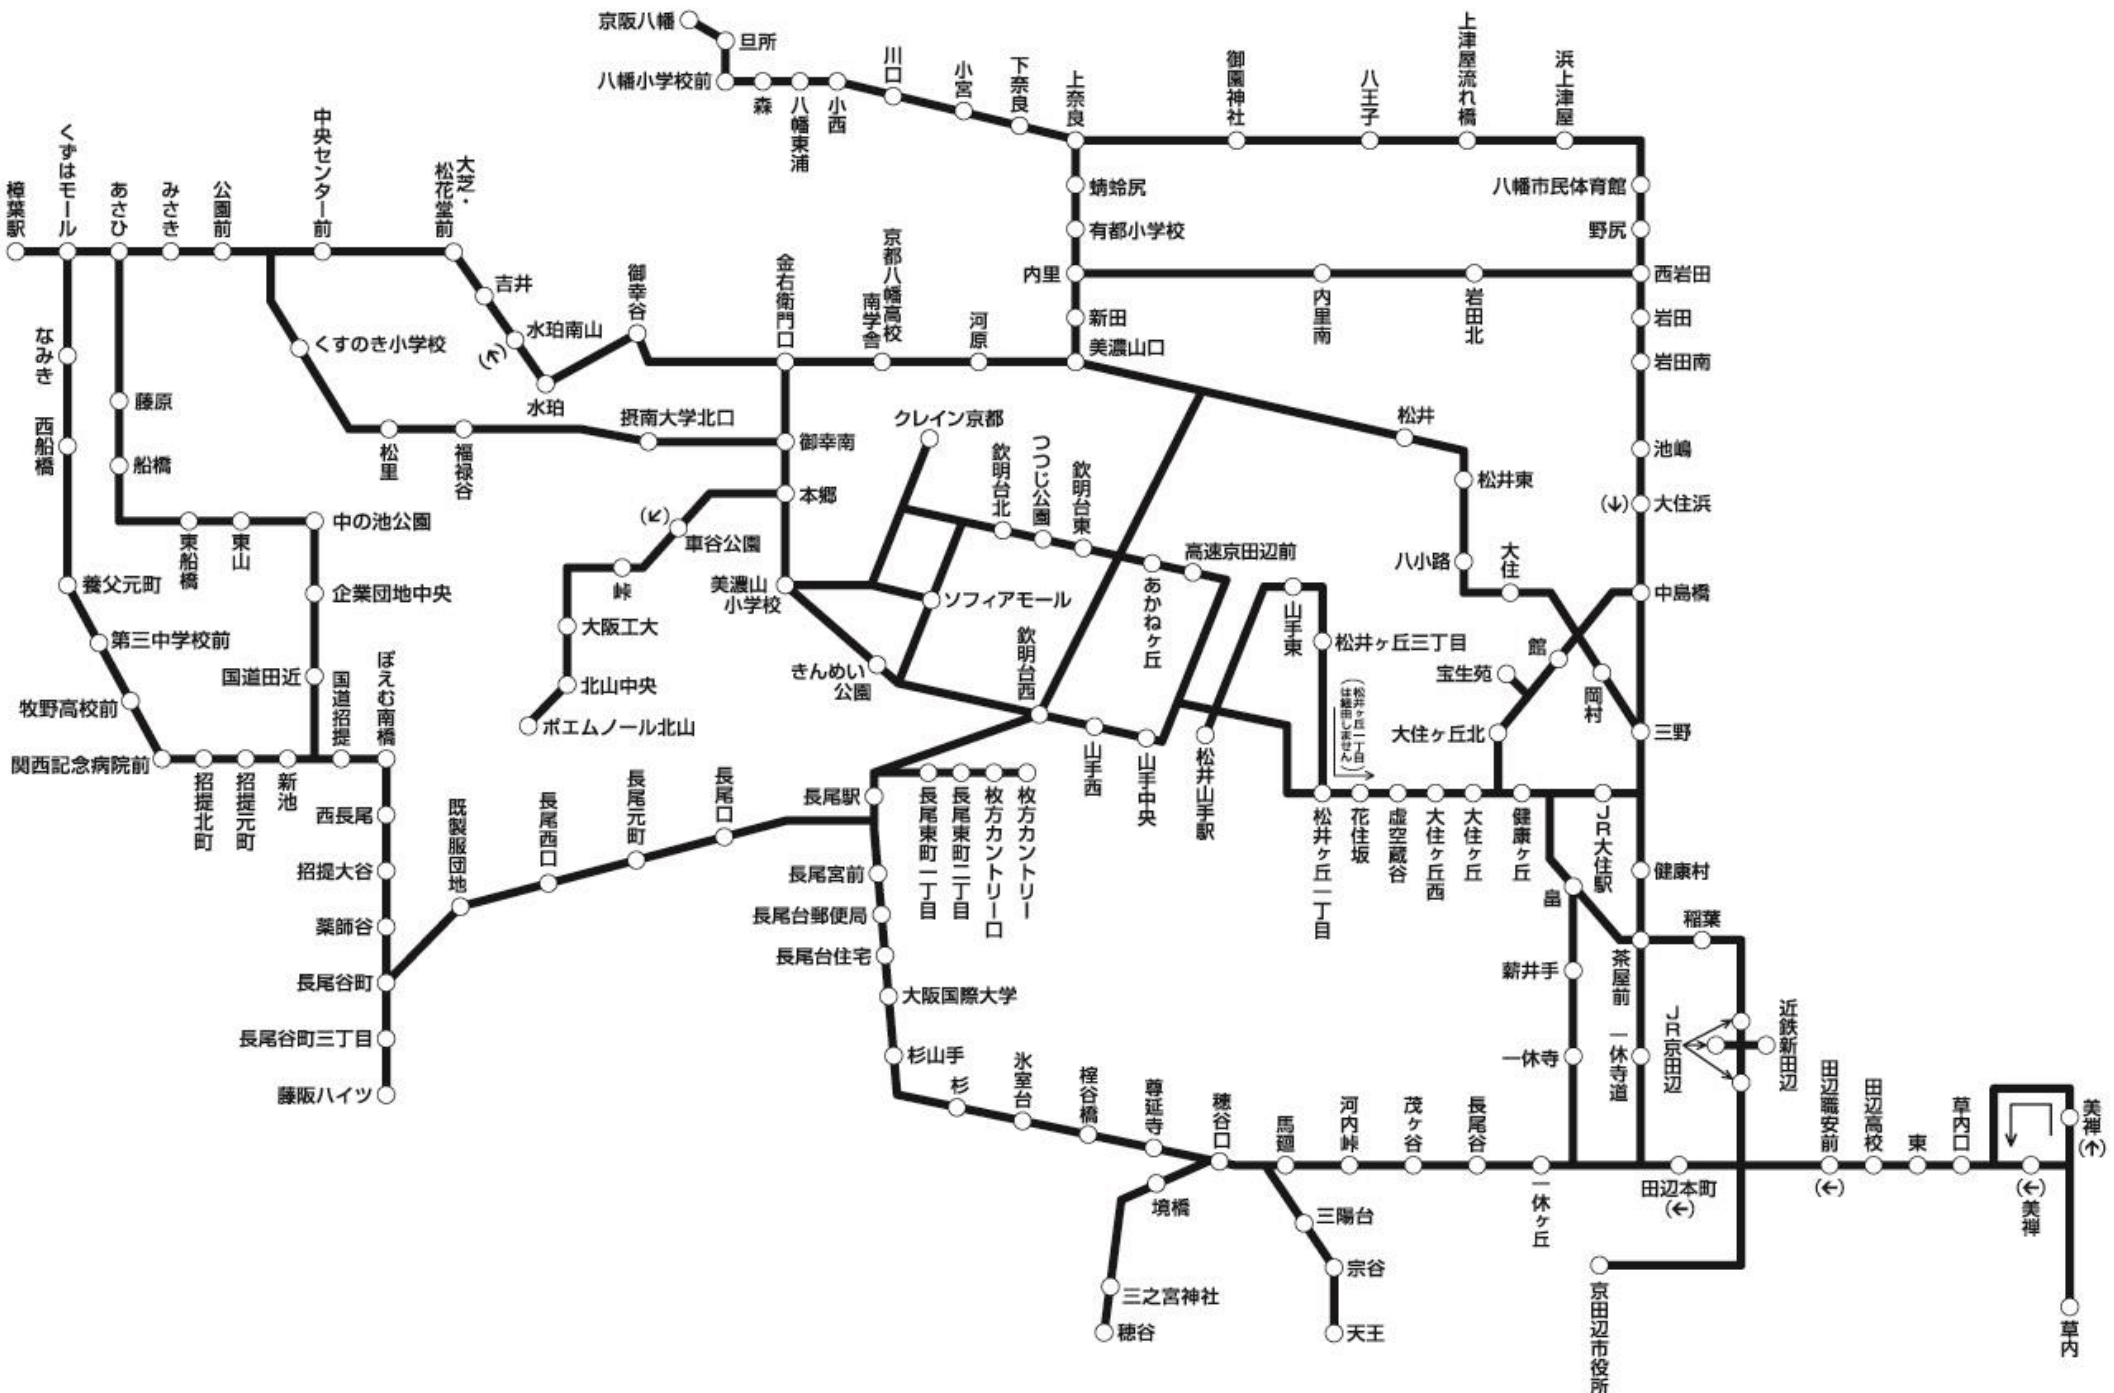 京阪八幡
旦所
八幡小学校前
森
八幡東浦
小西
川口
小宮
下奈良
上奈良
御園神社
八王子
上津屋流れ橋
浜上津屋
八幡市民体育館
野尻
西岩田
岩田
岩田南
池嶋
(↓)
大住浜
中島橋
三野
健康村
蜻蛉尻
有都小学校
内里
新田
美濃山口
内里南
岩田北
樟葉駅
くずはモール
あさひ
みさき
公園前
中央センター前
大芝・
松花堂前
吉井
水珀南山
(↖)
水珀
御幸谷
金右衛門口
京都八幡高校
南学舎
河原
なみき
西船橋
養父元町
第三中学校前
牧野高校前
関西記念病院前
藤原
船橋
東船橋
東山
中の池公園
企業団地中央
国道田近
招提北町
招提元町
新池
国道招提
ぽえむ南橋
西長尾
招提大谷
薬師谷
長尾谷町
長尾谷町三丁目
藤阪ハイツ
くすのき小学校
松里
福禄谷
摂南大学北口
御幸南
本郷
(↙)
車谷公園
峠
大阪工大
北山中央
ポエムノール北山
美濃山
小学校
きんめい
公園
クレイン京都
欽明台北
つつじ公園
欽明台東
ソフィアモール
高速京田辺前
あかねヶ丘
欽明台西
山手西
山手中央
松井山手駅
山手東
松井ヶ丘三丁目
(松井ヶ丘一丁目
は経由しません)
松井
松井東
八小路
大住
岡村
館
宝生苑
大住ヶ丘北
松井ヶ丘一丁目
花住坂
虚空蔵谷
大住ヶ丘西
大住ヶ丘
健康ヶ丘
JR大住駅
畠
薪井手
一休寺
茶屋前
一休寺道
稲葉
JR京田辺
近鉄新田辺
既製服団地
長尾西口
長尾元町
長尾口
長尾駅
長尾東町一丁目
長尾東町二丁目
枚方カントリー口
枚方カントリー
長尾宮前
長尾台郵便局
長尾台住宅
大阪国際大学
杉山手
杉
氷室台
樟谷橋
尊延寺
穂谷口
境橋
三之宮神社
穂谷
馬廻
河内峠
茂ヶ谷
長尾谷
一休ヶ丘
三陽台
宗谷
天王
田辺本町
(←)
京田辺市役所
田辺職安前
(←)
田辺高校
東
草内口
美禅
(↑)
(←)
美禅
草内